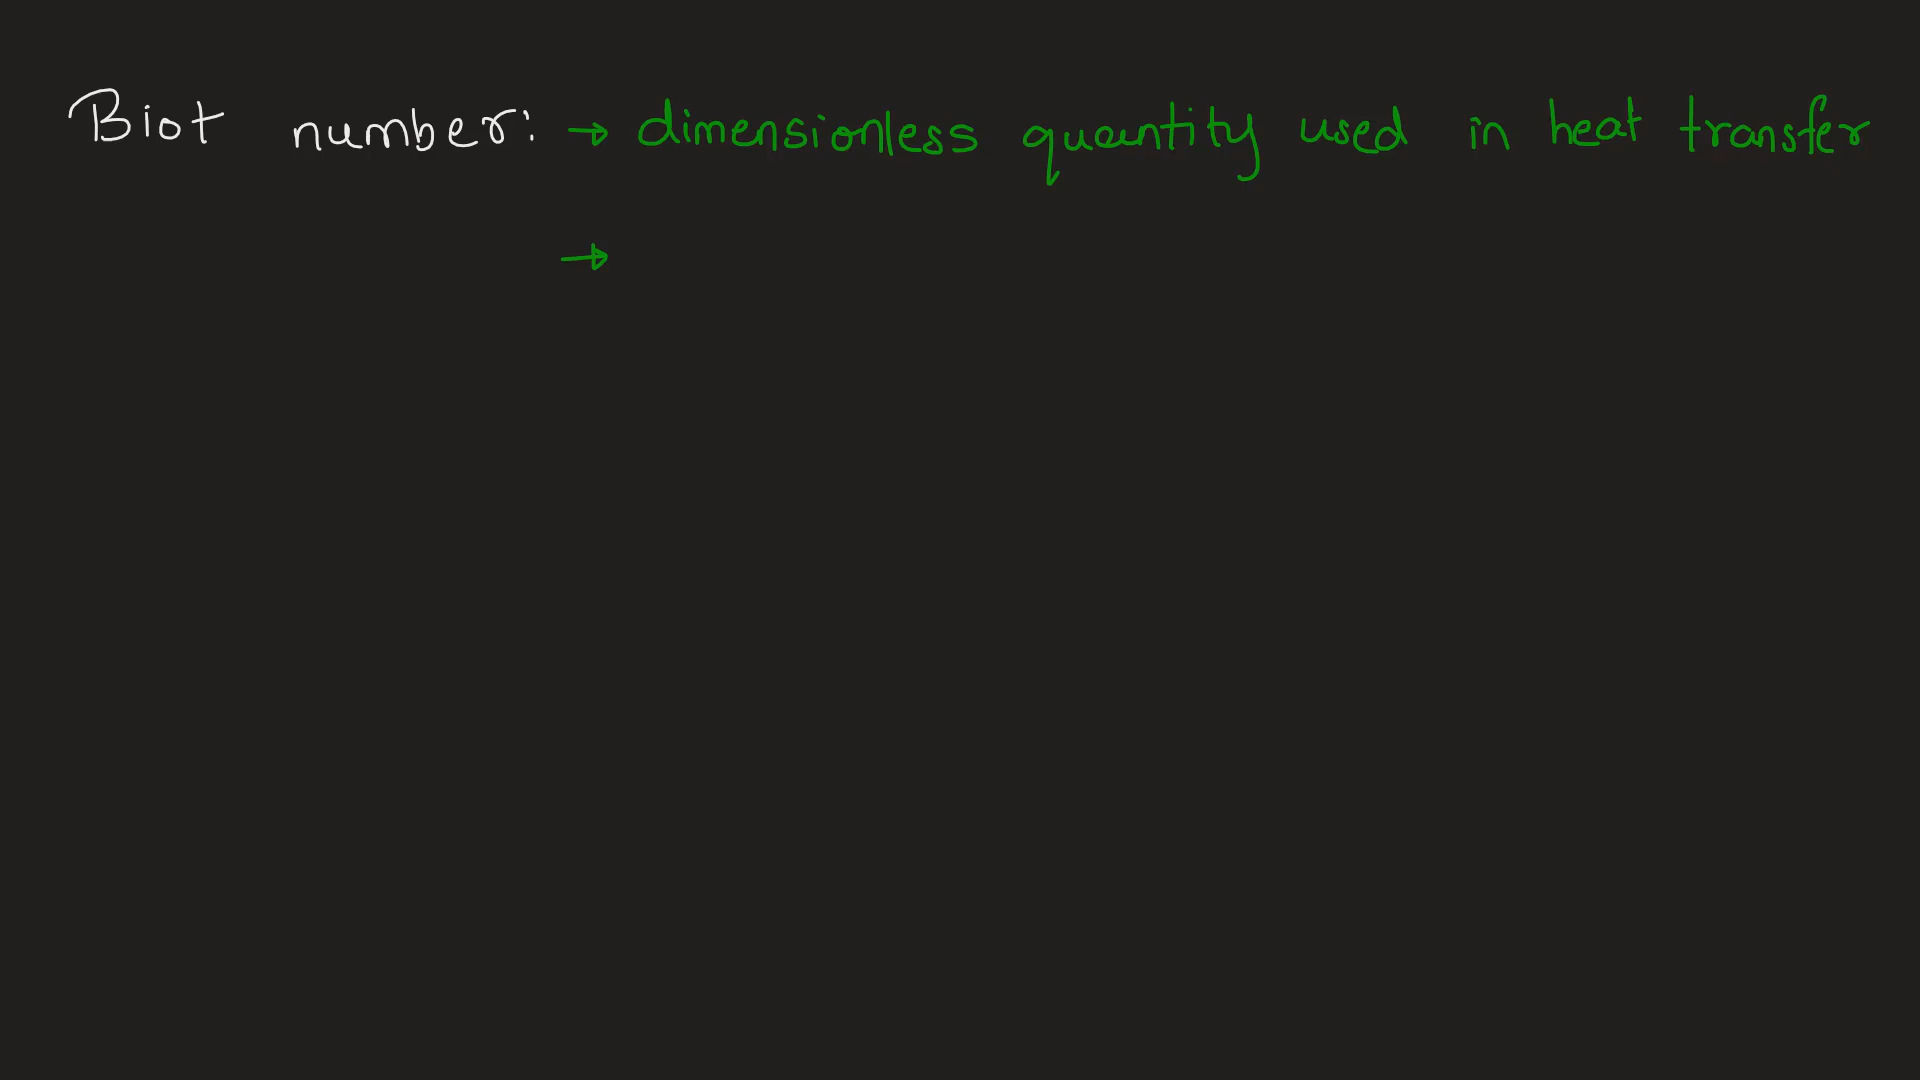 Biot number: → dimensionless quantity used in heat transfer
→